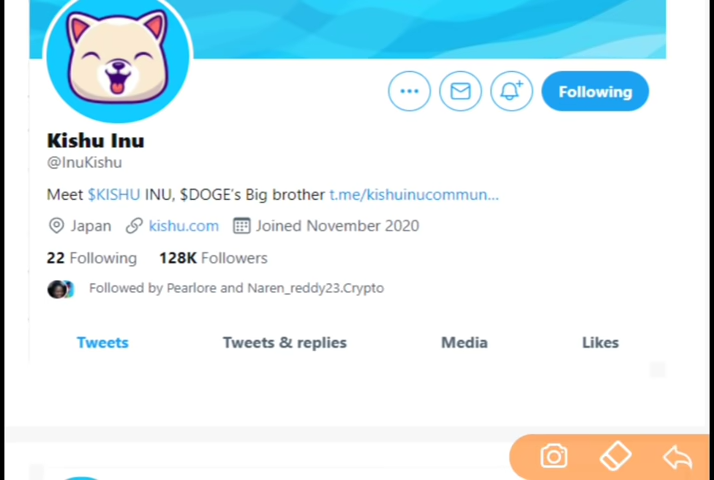 Following
Kishu Inu
@InuKishu
Meet $KISHU INU, $DOGE's Big brother t.me/kishuinucommun...
Japan kishu.com Joined November 2020
22 Following 128K Followers
Followed by Pearlore and Naren_reddy23.Crypto
Tweets Tweets & replies Media Likes